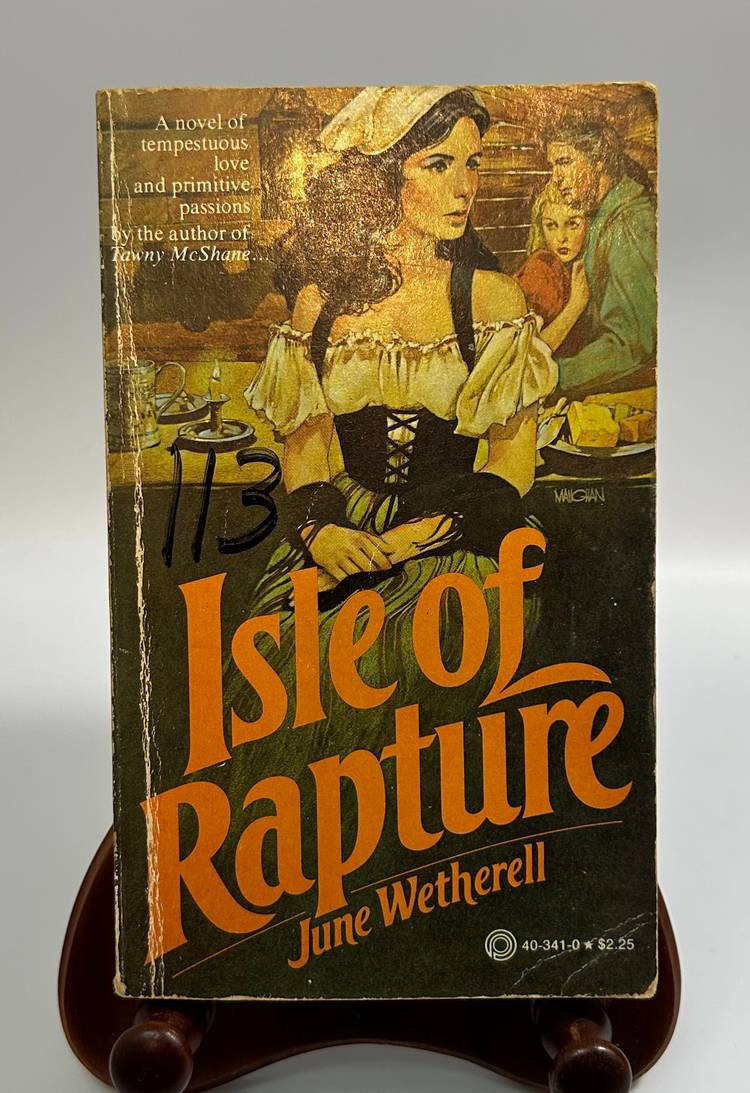 A novel of
tempestuous
love
and primitive
passions
by the author of
Tawny McShane...
113
MAUGHAN
Isle of
Rapture
June Wetherell
40-341-0 ★ $2.25